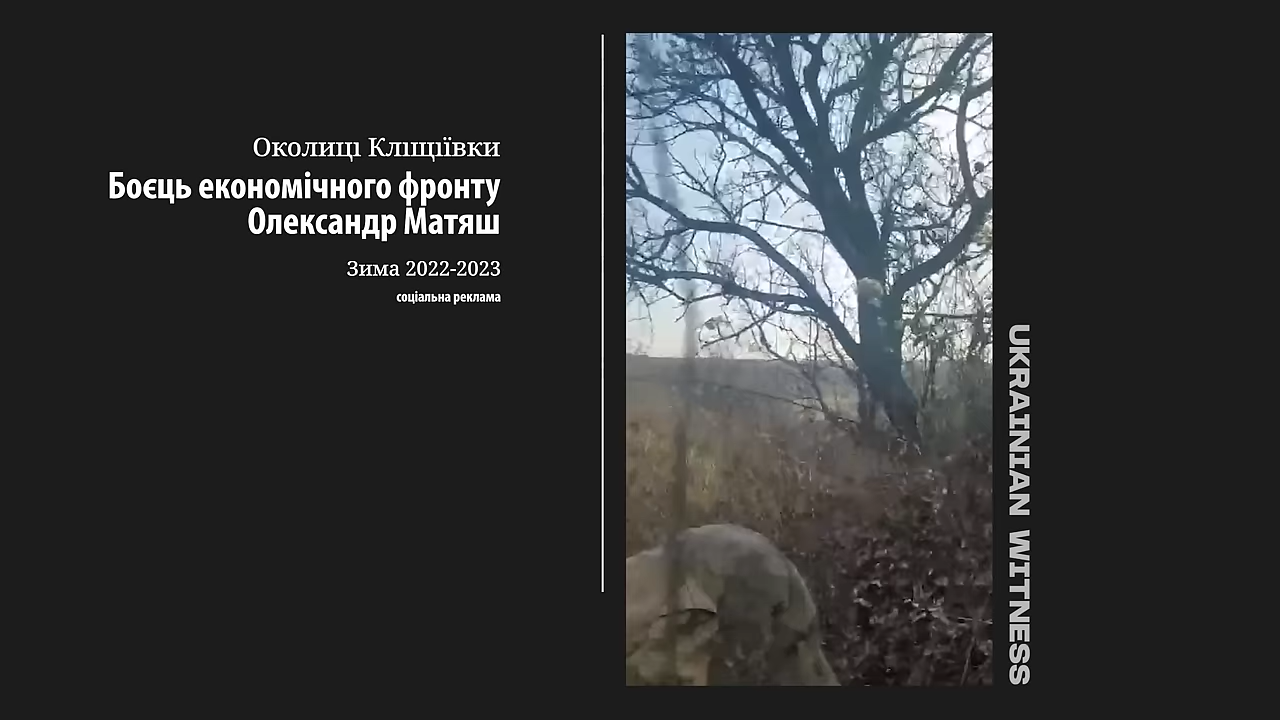 Околиці Кліщіївки
Боєць економічного фронту
Олександр Матяш
Зима 2022-2023
соціальна реклама
UKRAINIAN WITNESS